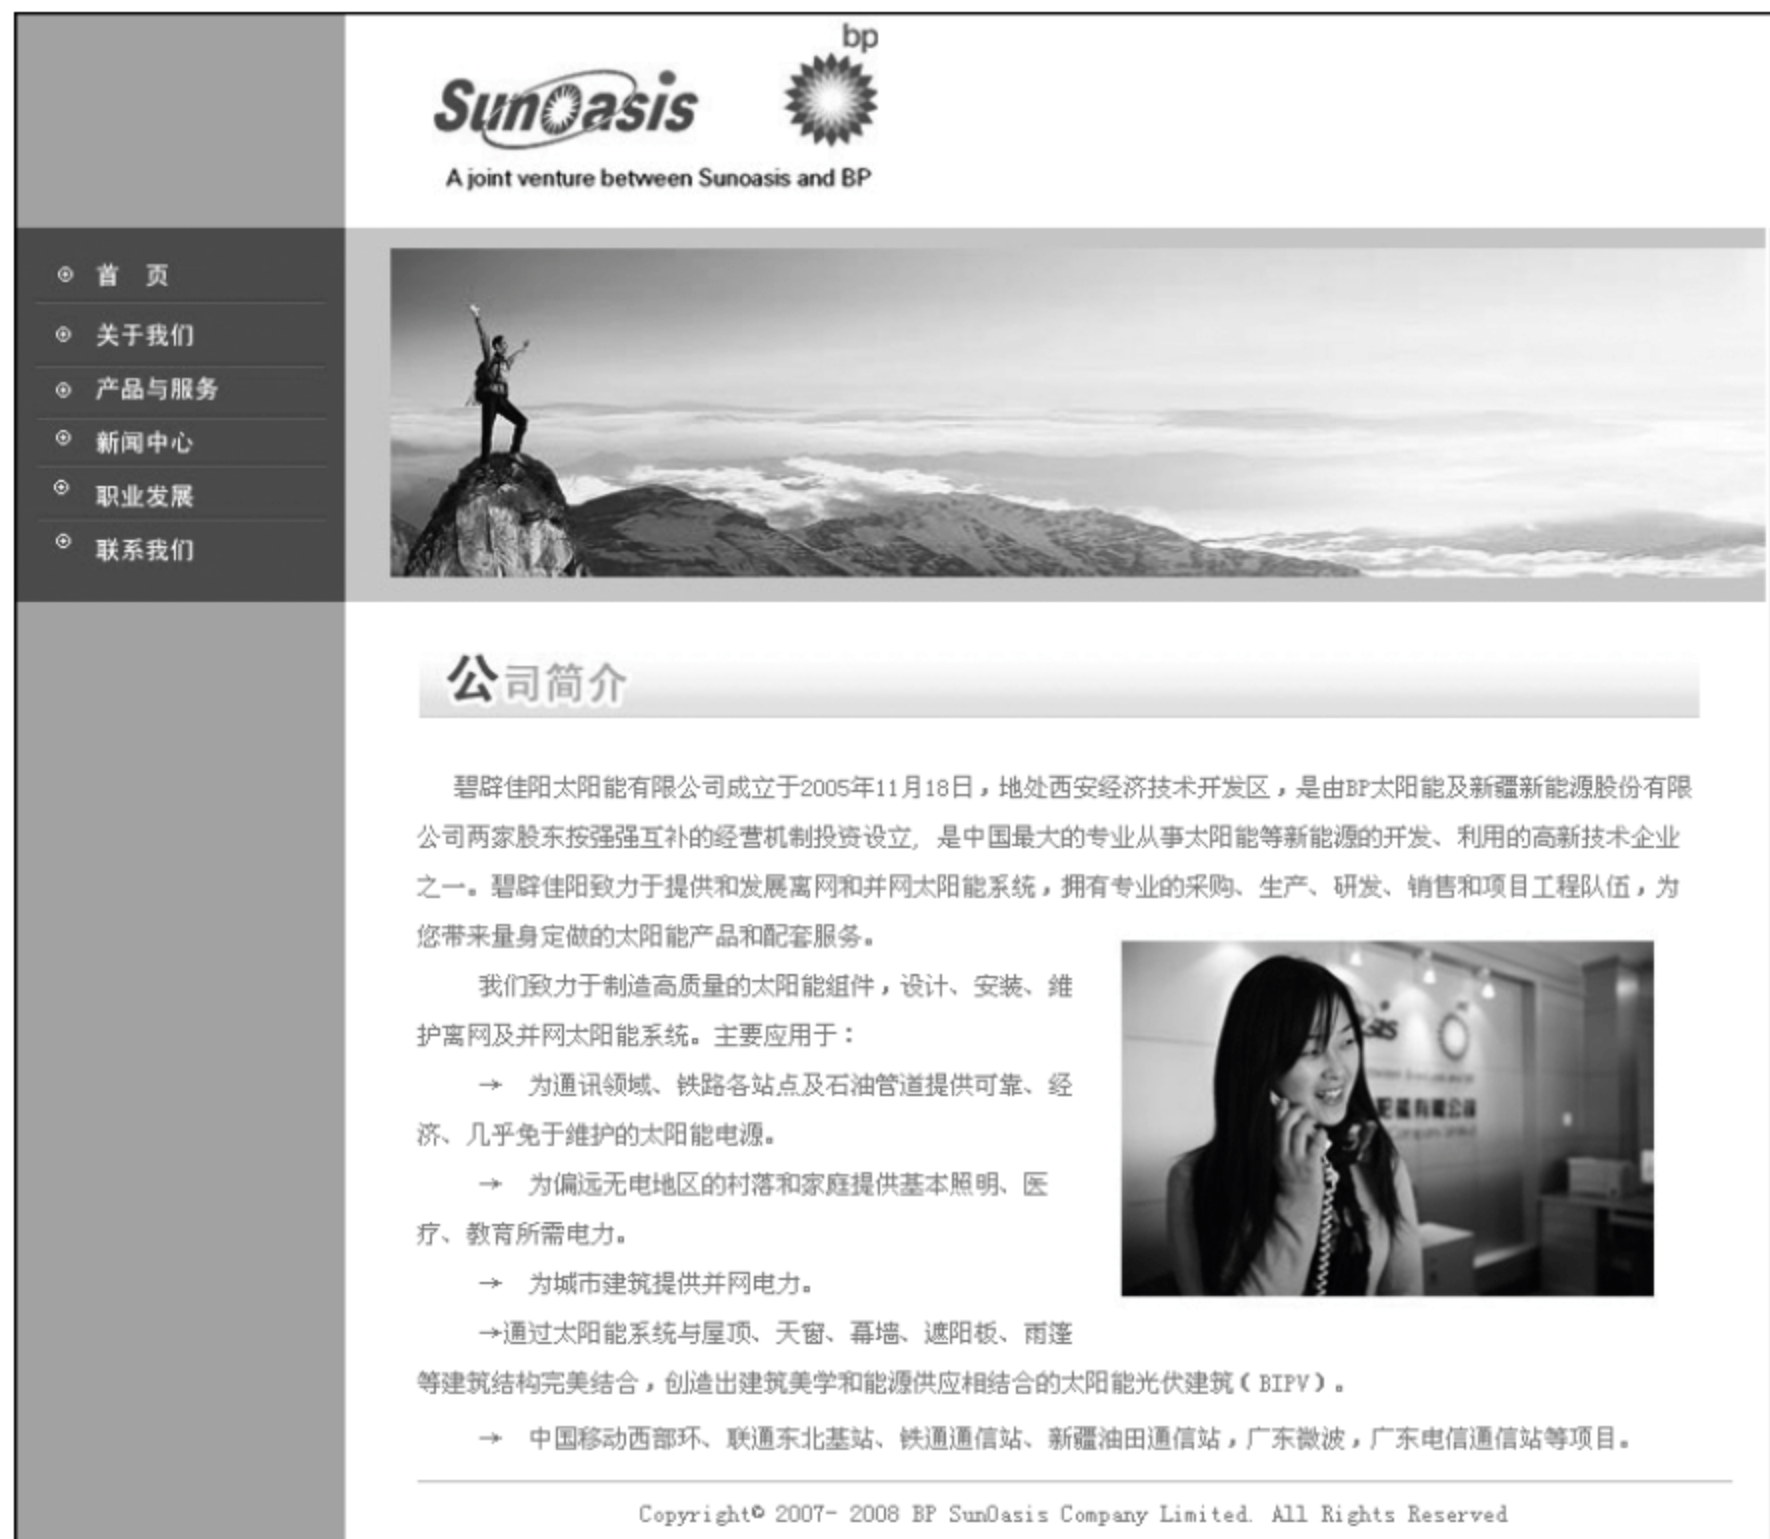 bp
SunOasis
A joint venture between Sunoasis and BP
首 页
关于我们
产品与服务
新闻中心
职业发展
联系我们
公司简介
碧辟佳阳太阳能有限公司成立于2005年11月18日，地处西安经济技术开发区，是由BP太阳能及新疆新能源股份有限
公司两家股东按强强互补的经营机制投资设立, 是中国最大的专业从事太阳能等新能源的开发、利用的高新技术企业
之一。碧辟佳阳致力于提供和发展离网和并网太阳能系统，拥有专业的采购、生产、研发、销售和项目工程队伍，为
您带来量身定做的太阳能产品和配套服务。
我们致力于制造高质量的太阳能组件，设计、安装、维
护离网及并网太阳能系统。主要应用于：
→ 为通讯领域、铁路各站点及石油管道提供可靠、经
济、几乎免于维护的太阳能电源。
→ 为偏远无电地区的村落和家庭提供基本照明、医
疗、教育所需电力。
→ 为城市建筑提供并网电力。
→通过太阳能系统与屋顶、天窗、幕墙、遮阳板、雨篷
等建筑结构完美结合，创造出建筑美学和能源供应相结合的太阳能光伏建筑（BIPV）。
→ 中国移动西部环、联通东北基站、铁通通信站、新疆油田通信站，广东微波，广东电信通信站等项目。
asis
阳能有限公司
Copyright© 2007- 2008 BP SunOasis Company Limited. All Rights Reserved